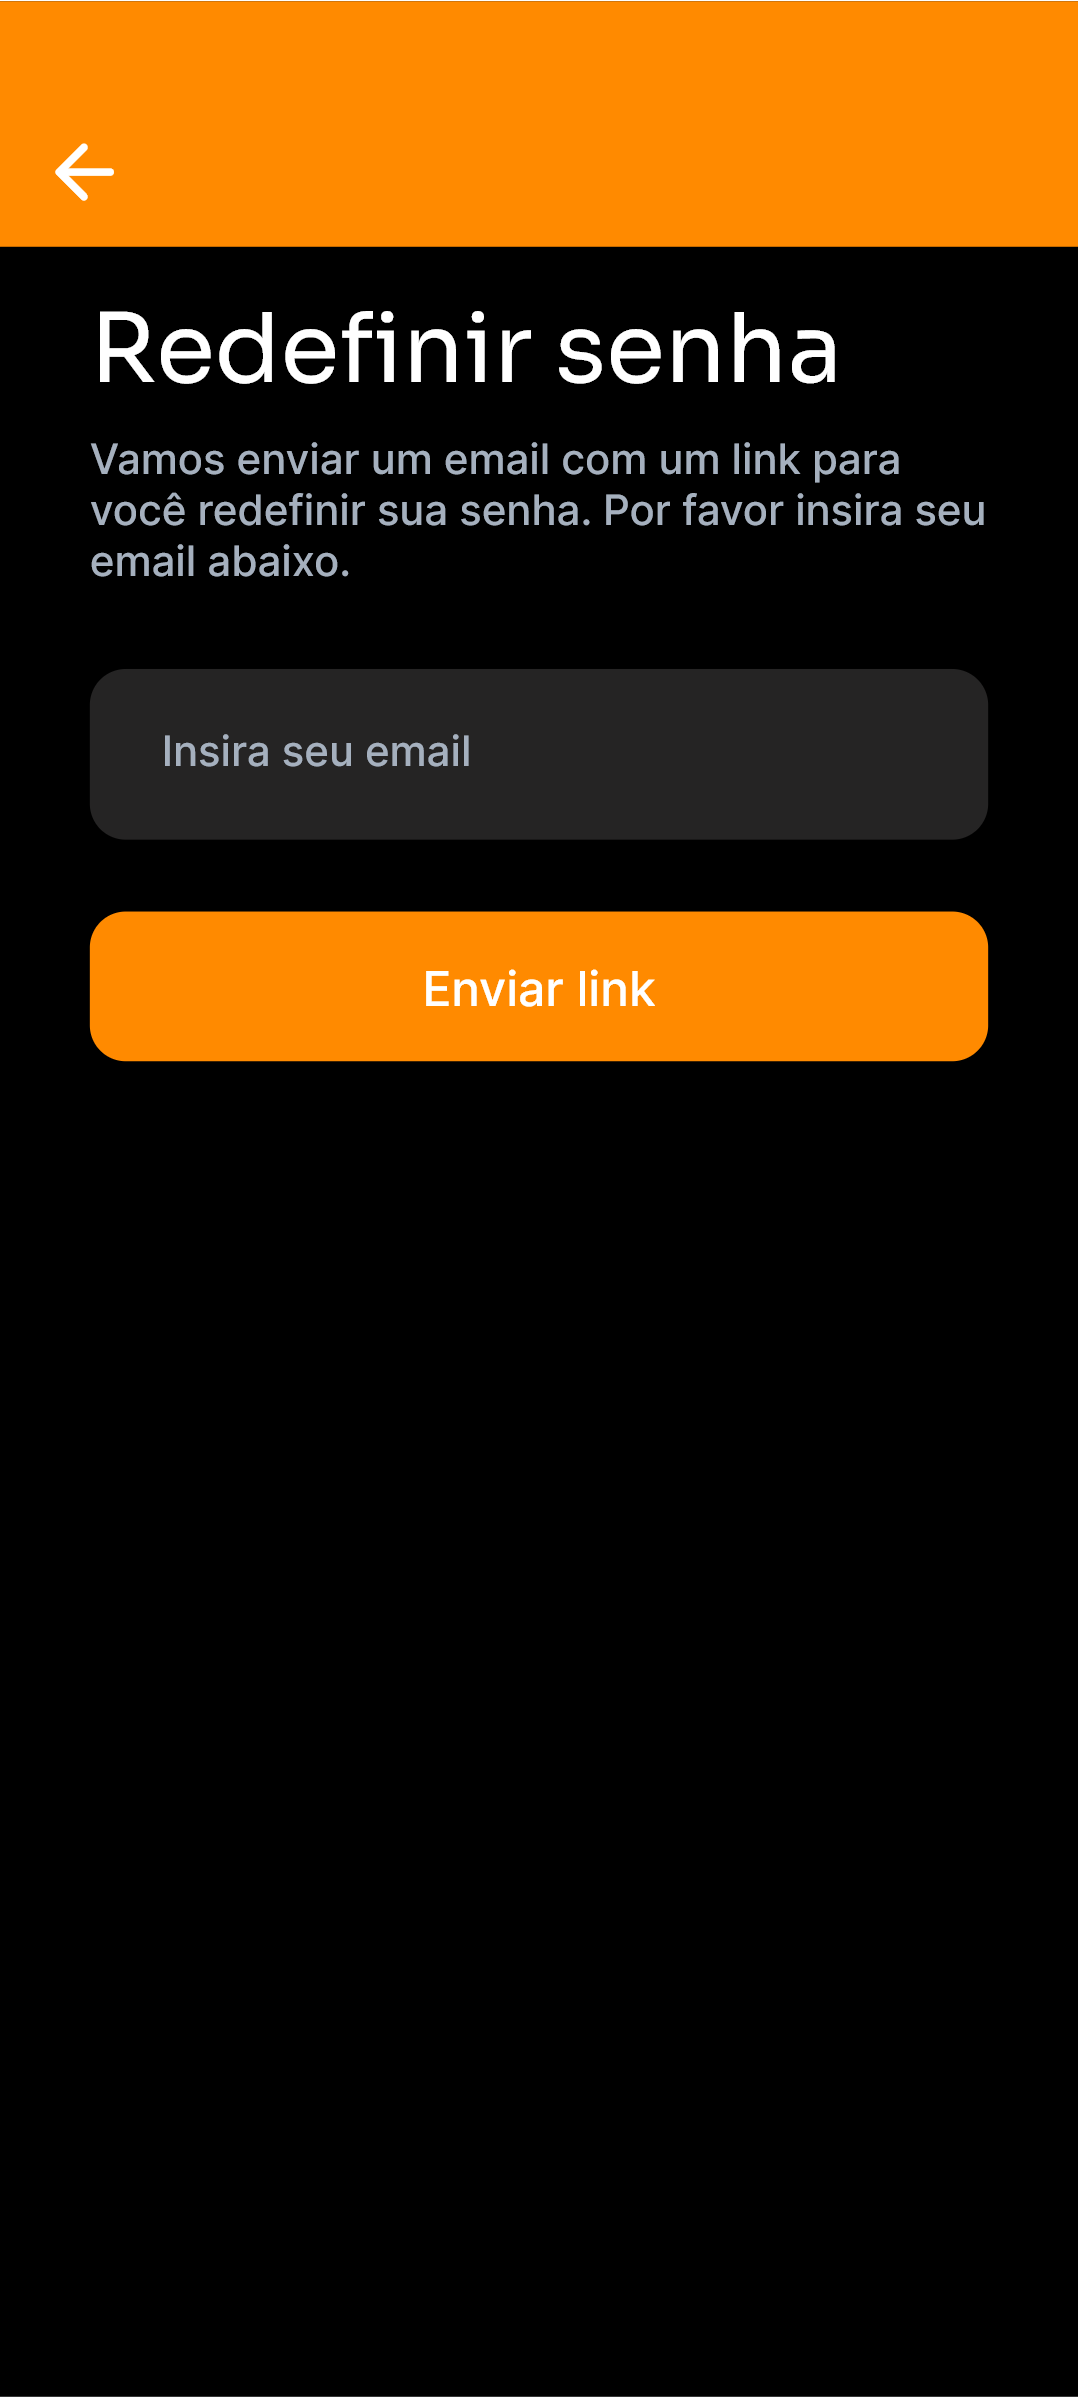 Redefinir senha
Vamos enviar um email com um link para
você redefinir sua senha. Por favor insira seu
email abaixo.
Insira seu email
Enviar link